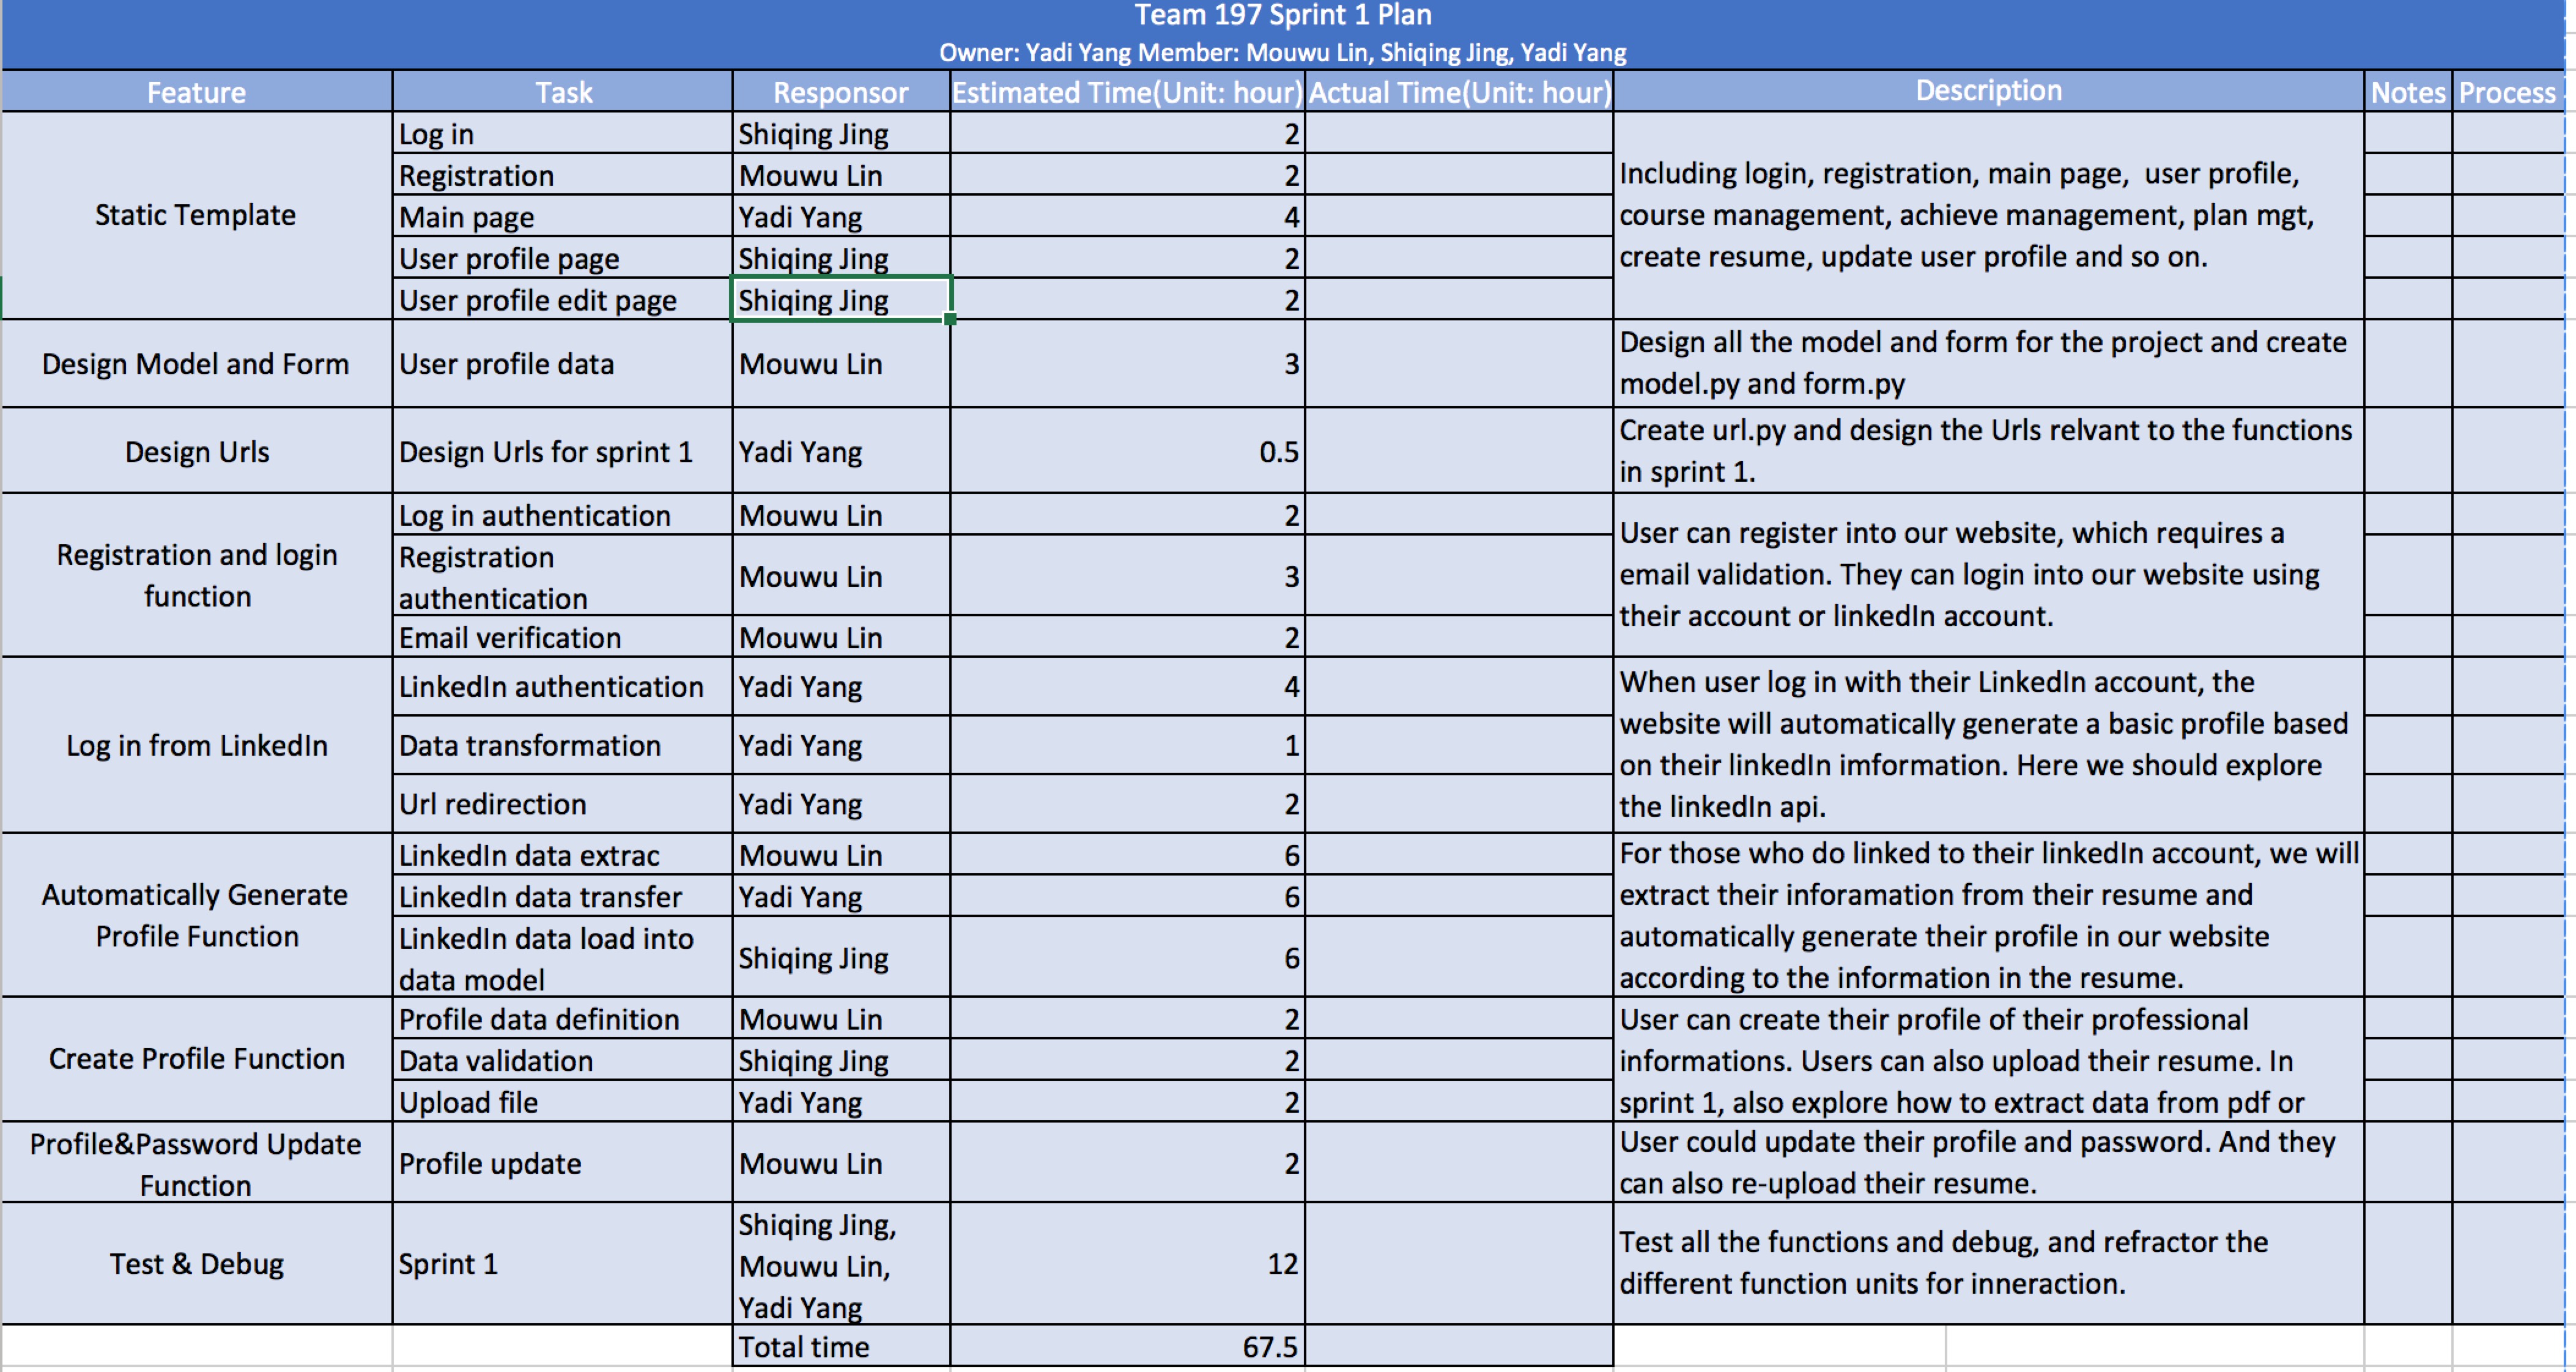 Team 197 Sprint 1 Plan
Owner: Yadi Yang Member: Mouwu Lin, Shiqing Jing, Yadi Yang
Feature Task Responsor Estimated Time(Unit: hour) Actual Time(Unit: hour) Description Notes Process
Static Template
Log in Shiqing Jing 2
Registration Mouwu Lin 2
Main page Yadi Yang 4
User profile page Shiqing Jing 2
User profile edit page Shiqing Jing 2
Including login, registration, main page, user profile,
course management, achieve management, plan mgt,
create resume, update user profile and so on.
Design Model and Form User profile data Mouwu Lin 3
Design all the model and form for the project and create
model.py and form.py
Design Urls Design Urls for sprint 1 Yadi Yang 0.5
Create url.py and design the Urls relvant to the functions
in sprint 1.
Registration and login
function
Log in authentication Mouwu Lin 2
Registration
authentication Mouwu Lin 3
Email verification Mouwu Lin 2
User can register into our website, which requires a
email validation. They can login into our website using
their account or linkedIn account.
Log in from LinkedIn
LinkedIn authentication Yadi Yang 4
Data transformation Yadi Yang 1
Url redirection Yadi Yang 2
When user log in with their LinkedIn account, the
website will automatically generate a basic profile based
on their linkedIn imformation. Here we should explore
the linkedIn api.
Automatically Generate
Profile Function
LinkedIn data extrac Mouwu Lin 6
LinkedIn data transfer Yadi Yang 6
LinkedIn data load into
data model Shiqing Jing 6
For those who do linked to their linkedIn account, we will
extract their inforamation from their resume and
automatically generate their profile in our website
according to the information in the resume.
Create Profile Function
Profile data definition Mouwu Lin 2
Data validation Shiqing Jing 2
Upload file Yadi Yang 2
User can create their profile of their professional
informations. Users can also upload their resume. In
sprint 1, also explore how to extract data from pdf or
Profile&Password Update
Function
Profile update Mouwu Lin 2
User could update their profile and password. And they
can also re-upload their resume.
Test & Debug Sprint 1
Shiqing Jing,
Mouwu Lin,
Yadi Yang
12
Test all the functions and debug, and refractor the
different function units for inneraction.
Total time 67.5